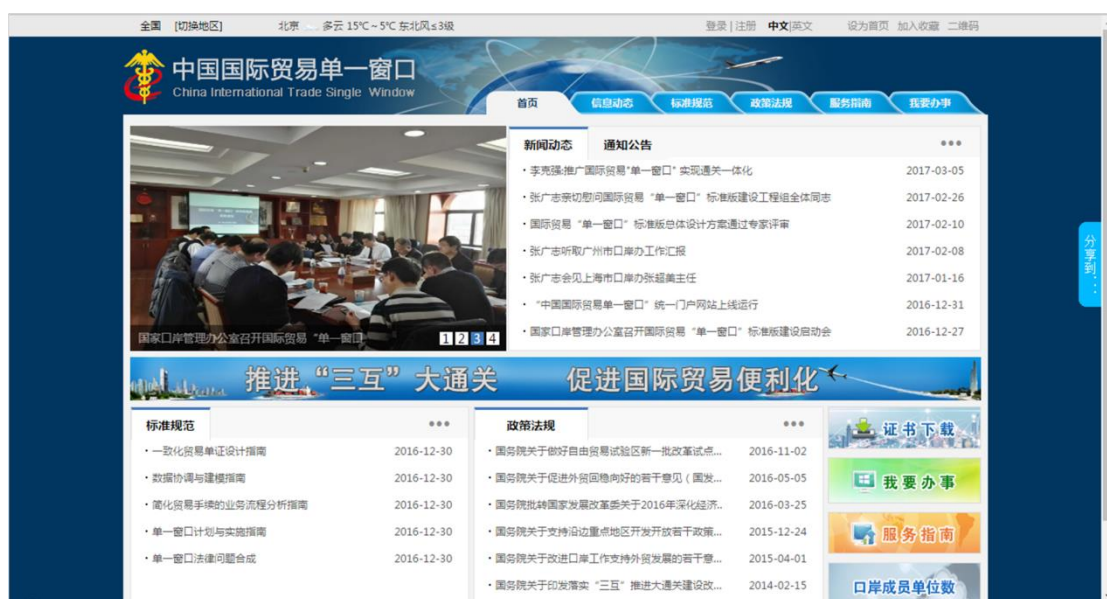 全国 [切换地区] 北京 多云 15℃～5℃ 东北风≤3级 登录 | 注册 中文|英文 设为首页 加入收藏 二维码
中国国际贸易单一窗口
China International Trade Single Window
首页 信息动态 标准规范 政策法规 服务指南 我要办事
国家口岸管理办公室召开国际贸易“单一窗口
1 2 3 4
新闻动态 通知公告
·李克强:推广国际贸易"单一窗口" 实现通关一体化 2017-03-05
·张广志亲切慰问国际贸易“单一窗口”标准版建设工程组全体同志 2017-02-26
·国际贸易“单一窗口”标准版总体设计方案通过专家评审 2017-02-10
·张广志听取广州市口岸办工作汇报 2017-02-08
·张广志会见上海市口岸办张超美主任 2017-01-16
·“中国国际贸易单一窗口”统一门户网站上线运行 2016-12-31
·国家口岸管理办公室召开国际贸易“单一窗口”标准版建设启动会 2016-12-27
分享到：
推进“三互”大通关 促进国际贸易便利化
标准规范
·一致化贸易单证设计指南 2016-12-30
·数据协调与建模指南 2016-12-30
·简化贸易手续的业务流程分析指南 2016-12-30
·单一窗口计划与实施指南 2016-12-30
·单一窗口法律问题合成 2016-12-30
政策法规
·国务院关于做好自由贸易试验区新一批改革试点... 2016-11-02
·国务院关于促进外贸回稳向好的若干意见（国发... 2016-05-05
·国务院批转国家发展改革委关于2016年深化经济.. 2016-03-25
·国务院关于支持沿边重点地区开发开放若干政策... 2015-12-24
·国务院关于改进口岸工作支持外贸发展的若干意... 2015-04-01
·国务院关于印发落实“三互”推进大通关建设改... 2014-02-15
证书下载
我要办事
服务指南
口岸成员单位数